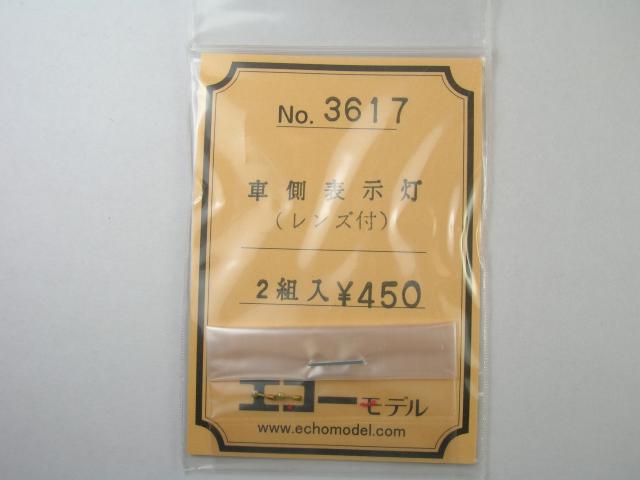 No. 3617
車側表示灯
(レンズ付)
2組入 ¥450
エコーモデル
www.echomodel.com